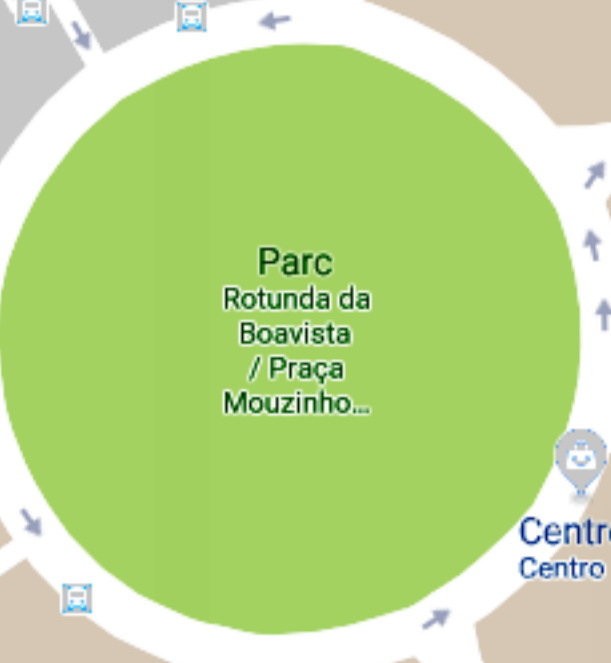 Parc
Rotunda da
Boavista
/ Praça
Mouzinho...
Centr
Centro